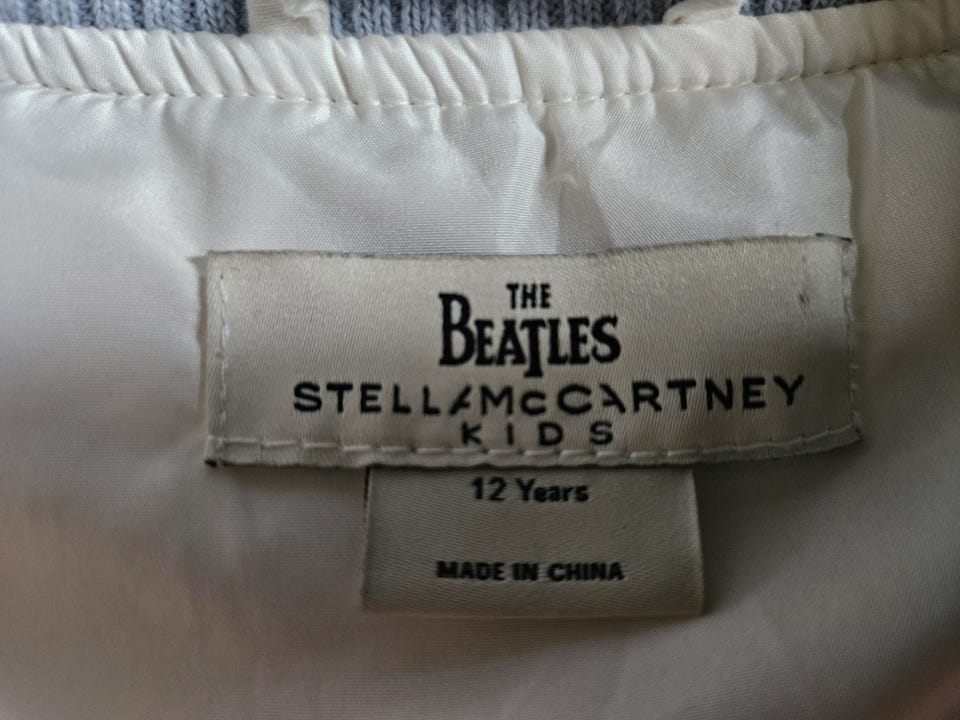 THE
BEATLES
STELLAMcCARTNEY
KIDS
12 Years
MADE IN CHINA